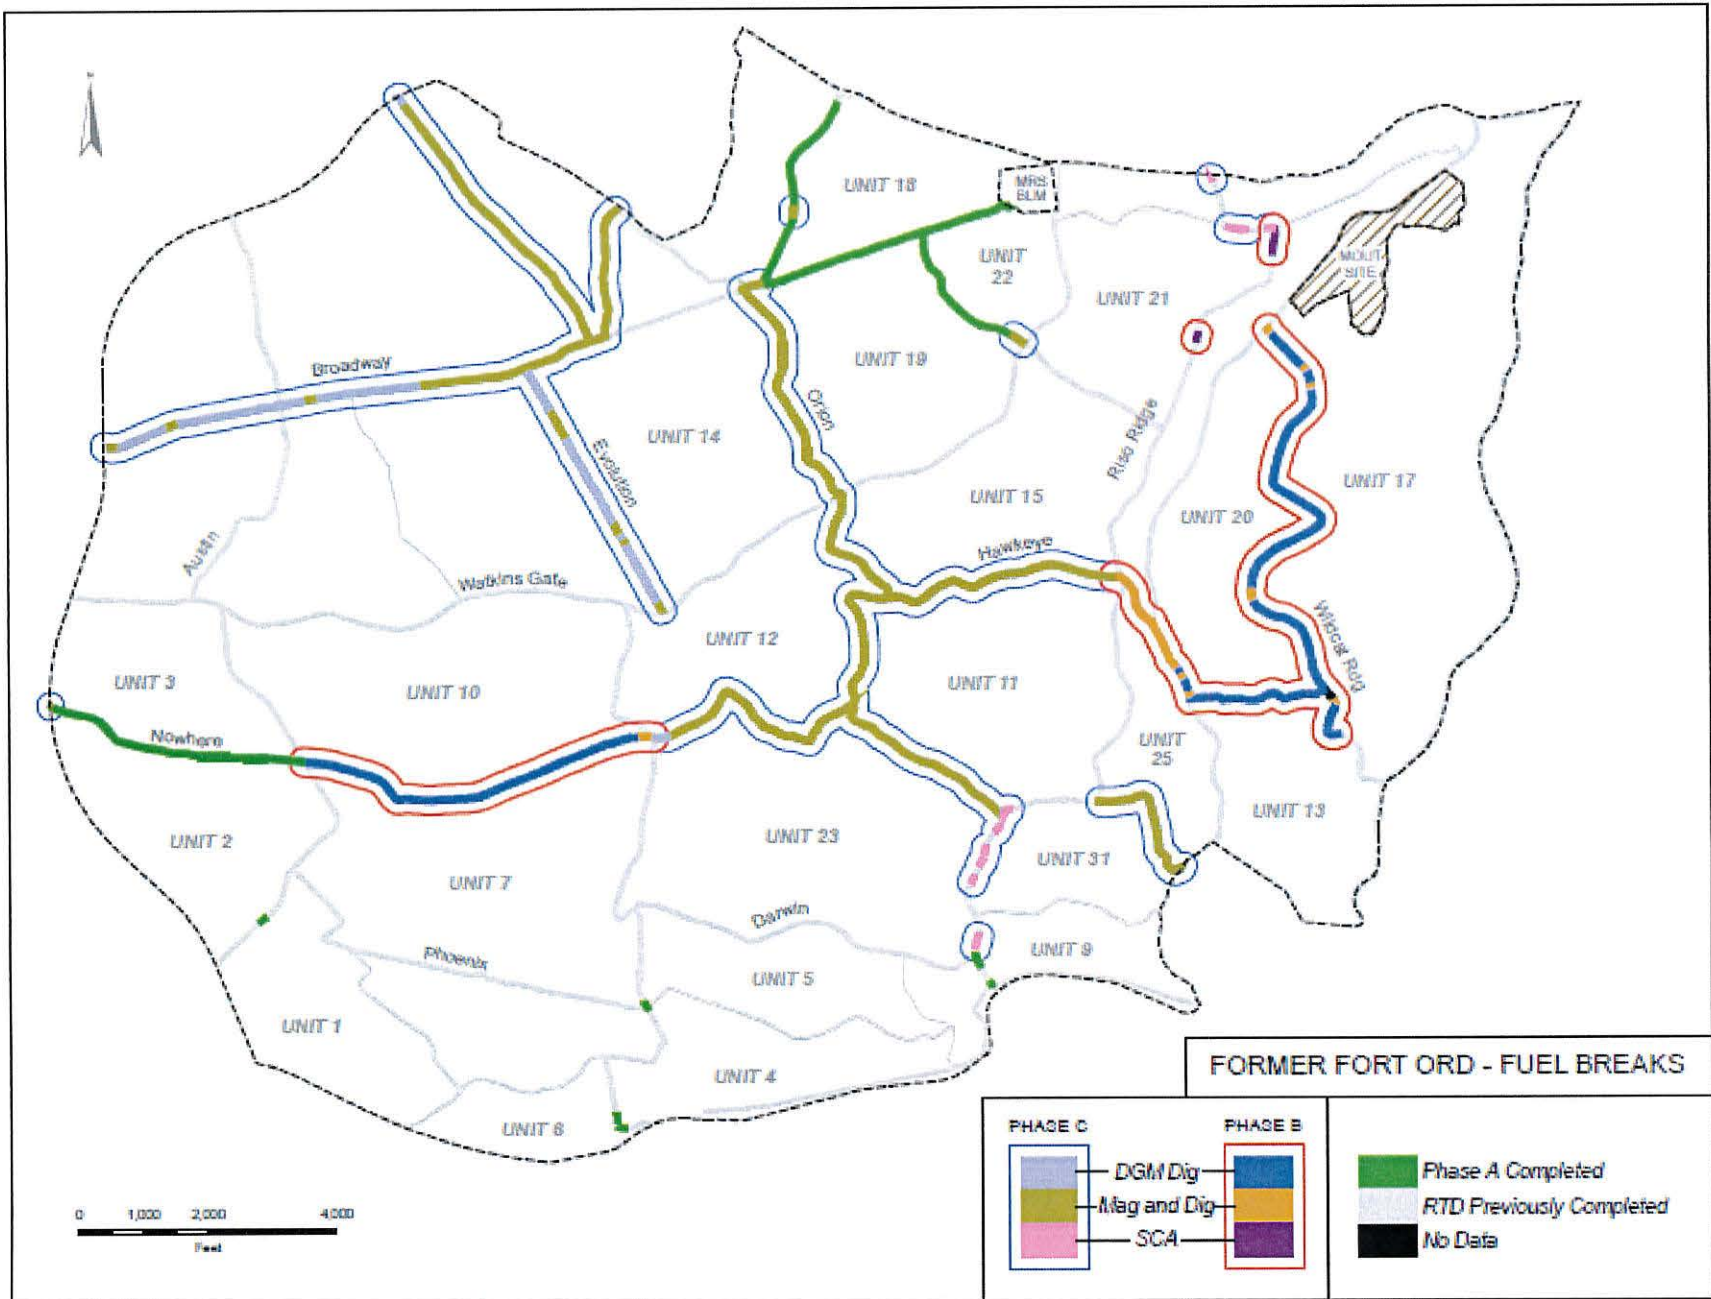 UNIT 18
MRS
BLM
UNIT
22
MOUT
SITE
UNIT 21
Broadway
UNIT 19
Orion
Riso Ridge
UNIT 14
Evolution
UNIT 17
UNIT 15
UNIT 20
Austin
Hawkeye
Watkins Gate
Wildcat Rdg
UNIT 12
UNIT 3
UNIT 10
UNIT 11
Nowhere
UNIT
25
UNIT 13
UNIT 2
UNIT 23
UNIT 31
UNIT 7
Darwin
Phoenix
UNIT 9
UNIT 5
UNIT 1
UNIT 4
UNIT 6
FORMER FORT ORD - FUEL BREAKS
PHASE C
PHASE B
DGM Dig
Mag and Dig
SCA
Phase A Completed
RTD Previously Completed
No Data
0 1,000 2,000 4,000
Feet